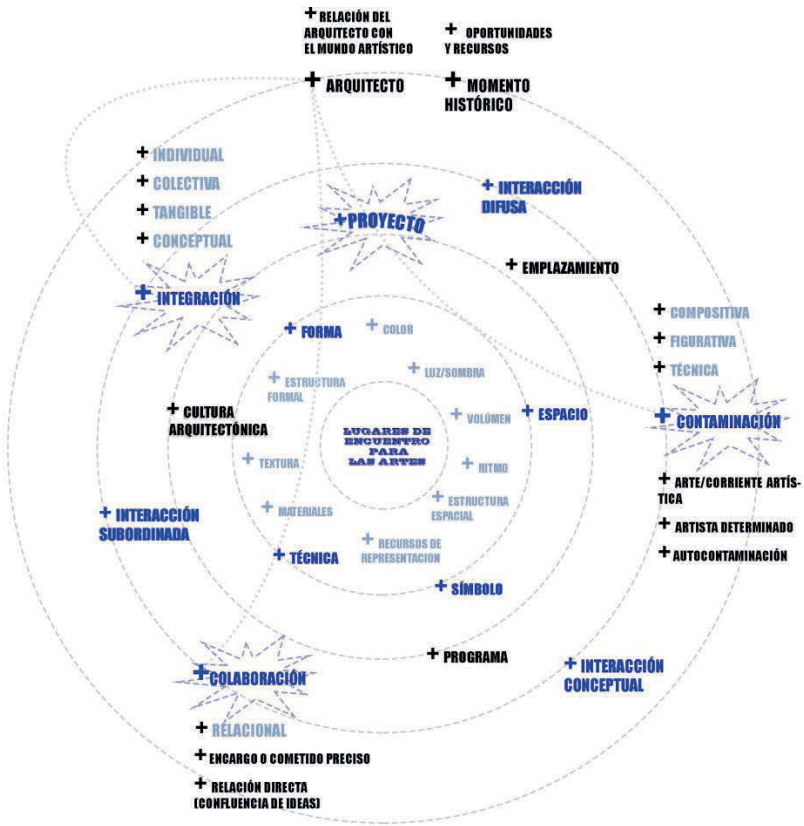 + RELACIÓN DEL
ARQUITECTO CON
EL MUNDO ARTÍSTICO
+ OPORTUNIDADES
Y RECURSOS
+ ARQUITECTO
+ MOMENTO
HISTÓRICO
+ INDIVIDUAL
+ COLECTIVA
+ TANGIBLE
+ CONCEPTUAL
+ INTERACCIÓN
DIFUSA
+ PROYECTO
+ EMPLAZAMIENTO
+ INTEGRACIÓN
+ COMPOSITIVA
+ FIGURATIVA
+ TÉCNICA
+ FORMA
+ COLOR
+ LUZ/SOMBRA
+ ESTRUCTURA
FORMAL
+ CULTURA
ARQUITECTÓNICA
+ VOLÚMEN
+ ESPACIO
+ CONTAMINACIÓN
LUGARES DE
ENCUENTRO
PARA
LAS ARTES
+ TEXTURA
+ RITMO
+ ARTE/CORRIENTE ARTÍS-
TICA
+ ARTISTA DETERMINADO
+ AUTOCONTAMINACIÓN
+ INTERACCIÓN
SUBORDINADA
+ MATERIALES
+ ESTRUCTURA
ESPACIAL
+ RECURSOS DE
REPRESENTACION
+ TÉCNICA
+ SÍMBOLO
+ PROGRAMA
+ INTERACCIÓN
CONCEPTUAL
+ COLABORACIÓN
+ RELACIONAL
+ ENCARGO O COMETIDO PRECISO
+ RELACIÓN DIRECTA
(CONFLUENCIA DE IDEAS)